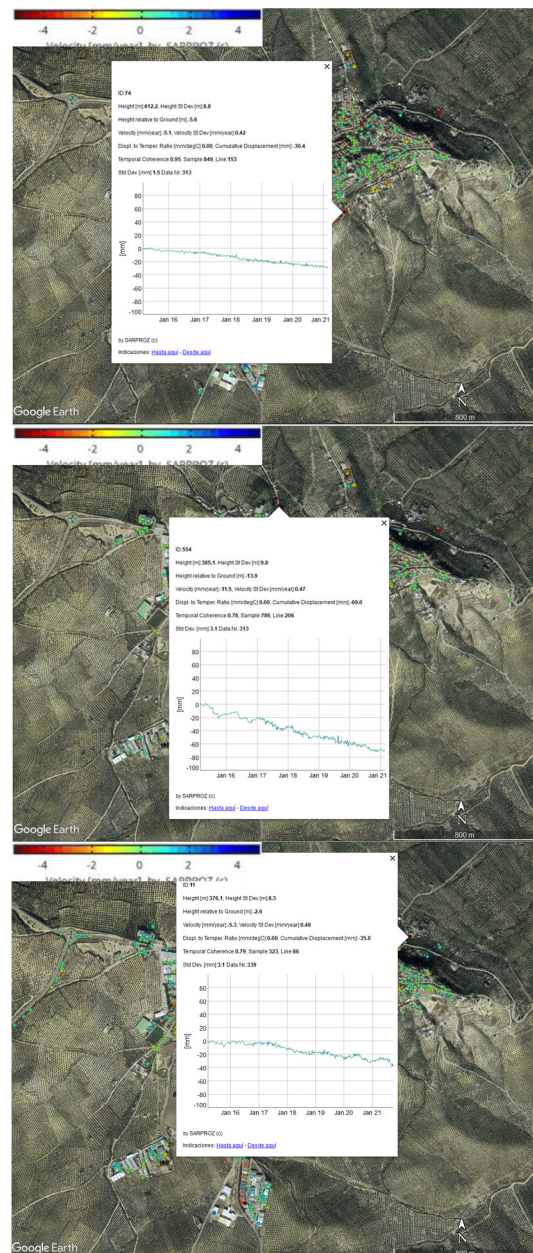 -4 -2 0 2 4
Velocity [mm/year] by SARPROZ (c)
ID:74
Height [m]:412.2, Height St Dev [m]:8.8
Height relative to Ground [m]:-5.6
Velocity [mm/year]:-5.1, Velocity St Dev [mm/year]:0.42
Displ. to Temper. Ratio [mm/degC]:0.00, Cumulative Displacement [mm]:-30.4
Temporal Coherence:0.95, Sample:849, Line:153
Std Dev. [mm]:1.5 Data Nr.:313
80
60
40
20
0
-20
-40
-60
-80
-100
[mm]
Jan 16 Jan 17 Jan 18 Jan 19 Jan 20 Jan 21
by SARPROZ (c)
Indicaciones: Hasta aquí - Desde aquí
Google Earth
N
800 m
-4 -2 0 2 4
Velocity [mm/year] by SARPROZ (c)
ID:554
Height [m]:385.1, Height St Dev [m]:9.8
Height relative to Ground [m]:-13.9
Velocity [mm/year]:-11.5, Velocity St Dev [mm/year]:0.47
Displ. to Temper. Ratio [mm/degC]:0.00, Cumulative Displacement [mm]:-69.0
Temporal Coherence:0.78, Sample:786, Line:206
Std Dev. [mm]:3.1 Data Nr.:313
80
60
40
20
0
-20
-40
-60
-80
-100
[mm]
Jan 16 Jan 17 Jan 18 Jan 19 Jan 20 Jan 21
by SARPROZ (c)
Indicaciones: Hasta aquí - Desde aquí
Google Earth
N
800 m
-4 -2 0 2 4
Velocity [mm/year] by SARPROZ (c)
ID:11
Height [m]:376.1, Height St Dev [m]:8.3
Height relative to Ground [m]:-2.6
Velocity [mm/year]:-5.3, Velocity St Dev [mm/year]:0.48
Displ. to Temper. Ratio [mm/degC]:0.00, Cumulative Displacement [mm]:-35.0
Temporal Coherence:0.79, Sample:323, Line:66
Std Dev. [mm]:3.1 Data Nr.:339
80
60
40
20
0
-20
-40
-60
-80
-100
[mm]
Jan 15 Jan 16 Jan 17 Jan 18 Jan 19 Jan 20 Jan 21
by SARPROZ (c)
Indicaciones: Hasta aquí - Desde aquí
Google Earth
N
800 m